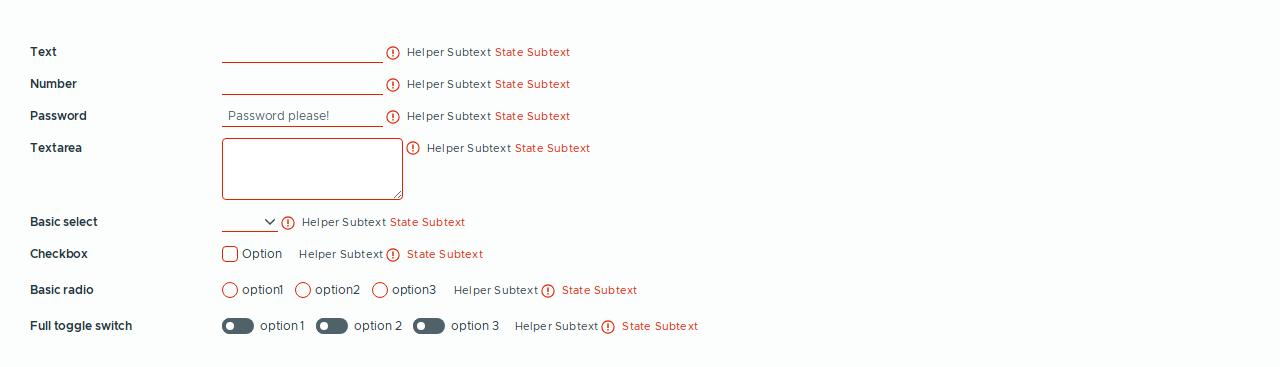 Text Helper Subtext State Subtext
Number Helper Subtext State Subtext
Password Password please! Helper Subtext State Subtext
Textarea Helper Subtext State Subtext
Basic select Helper Subtext State Subtext
Checkbox Option Helper Subtext State Subtext
Basic radio option1 option2 option3 Helper Subtext State Subtext
Full toggle switch option 1 option 2 option 3 Helper Subtext State Subtext